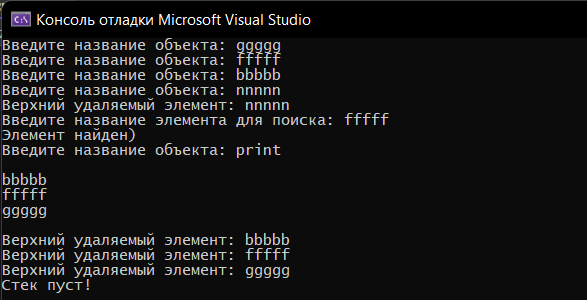 Консоль отладки Microsoft Visual Studio
Введите название объекта: ggggg
Введите название объекта: fffff
Введите название объекта: bbbbb
Введите название объекта: nnnnn
Верхний удаляемый элемент: nnnnn
Введите название элемента для поиска: fffff
Элемент найден)
Введите название объекта: print
bbbbb
fffff
ggggg
Верхний удаляемый элемент: bbbbb
Верхний удаляемый элемент: fffff
Верхний удаляемый элемент: ggggg
Стек пуст!